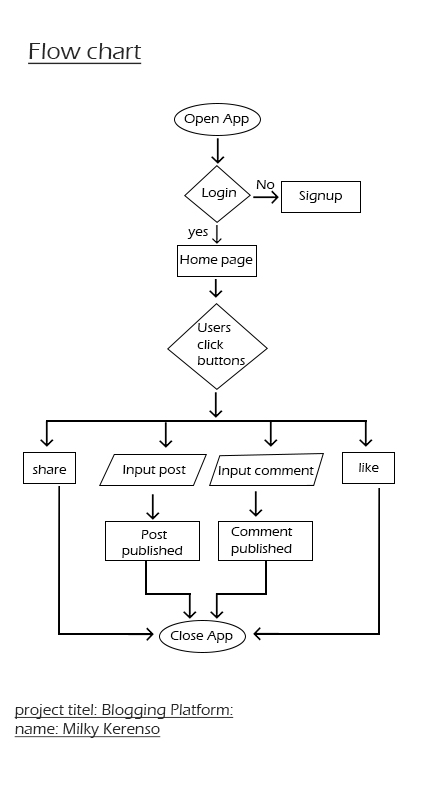 Flow chart
Open App
Login
No
Signup
yes
Home page
Users
click
buttons
share
Input post
Input comment
like
Post
published
Comment
published
Close App
project titel: Blogging Platform:
name: Milky Kerenso